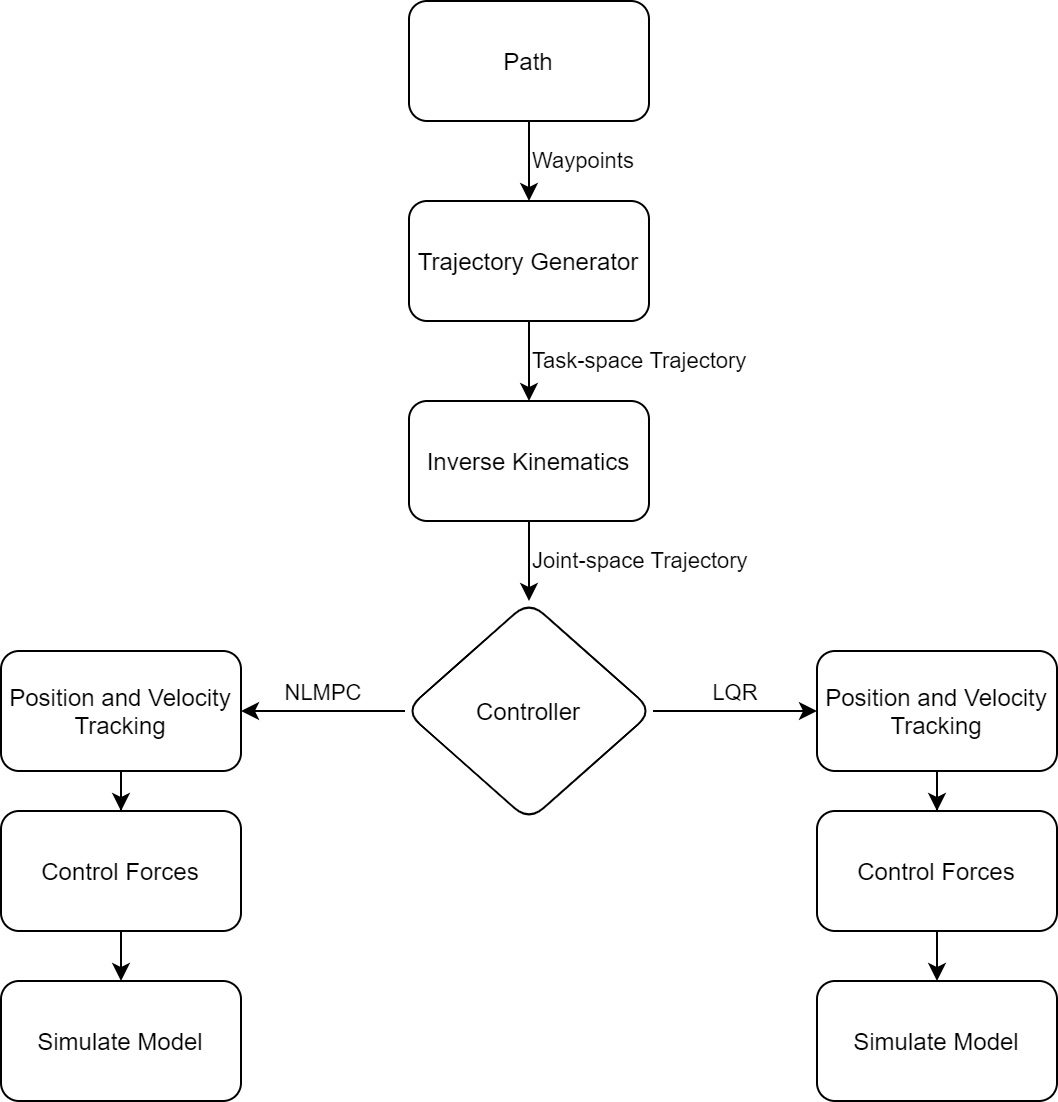 Path
Waypoints
Trajectory Generator
Task-space Trajectory
Inverse Kinematics
Joint-space Trajectory
Controller
NLMPC
Position and Velocity
Tracking
Control Forces
Simulate Model
LQR
Position and Velocity
Tracking
Control Forces
Simulate Model